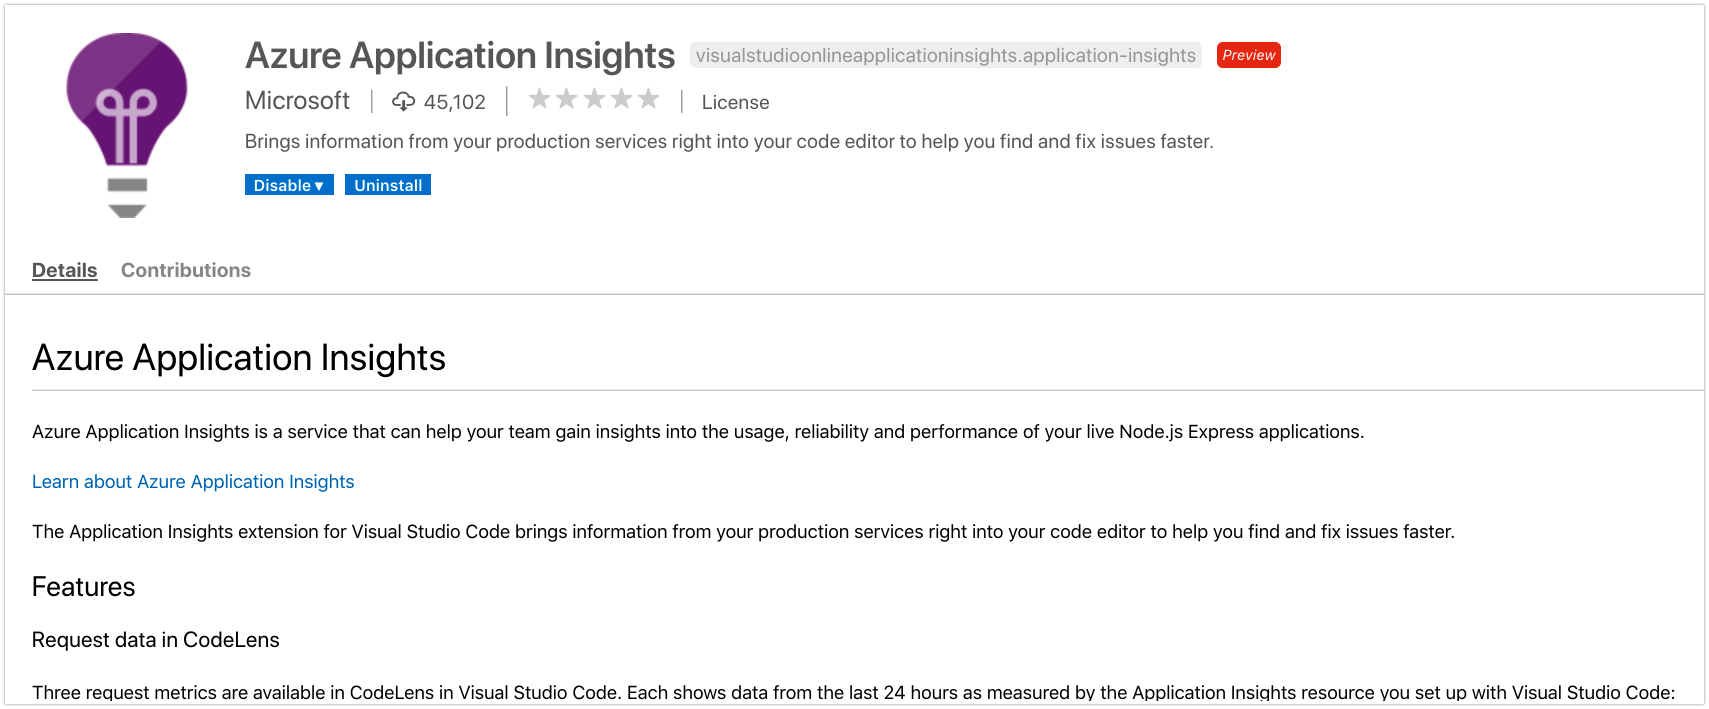 Azure Application Insights visualstudioonlineapplicationinsights.application-insights Preview
Microsoft | 45,102 | ★★★★★ | License
Brings information from your production services right into your code editor to help you find and fix issues faster.
Disable ▾ Uninstall
Details Contributions
Azure Application Insights
Azure Application Insights is a service that can help your team gain insights into the usage, reliability and performance of your live Node.js Express applications.
Learn about Azure Application Insights
The Application Insights extension for Visual Studio Code brings information from your production services right into your code editor to help you find and fix issues faster.
Features
Request data in CodeLens
Three request metrics are available in CodeLens in Visual Studio Code. Each shows data from the last 24 hours as measured by the Application Insights resource you set up with Visual Studio Code: